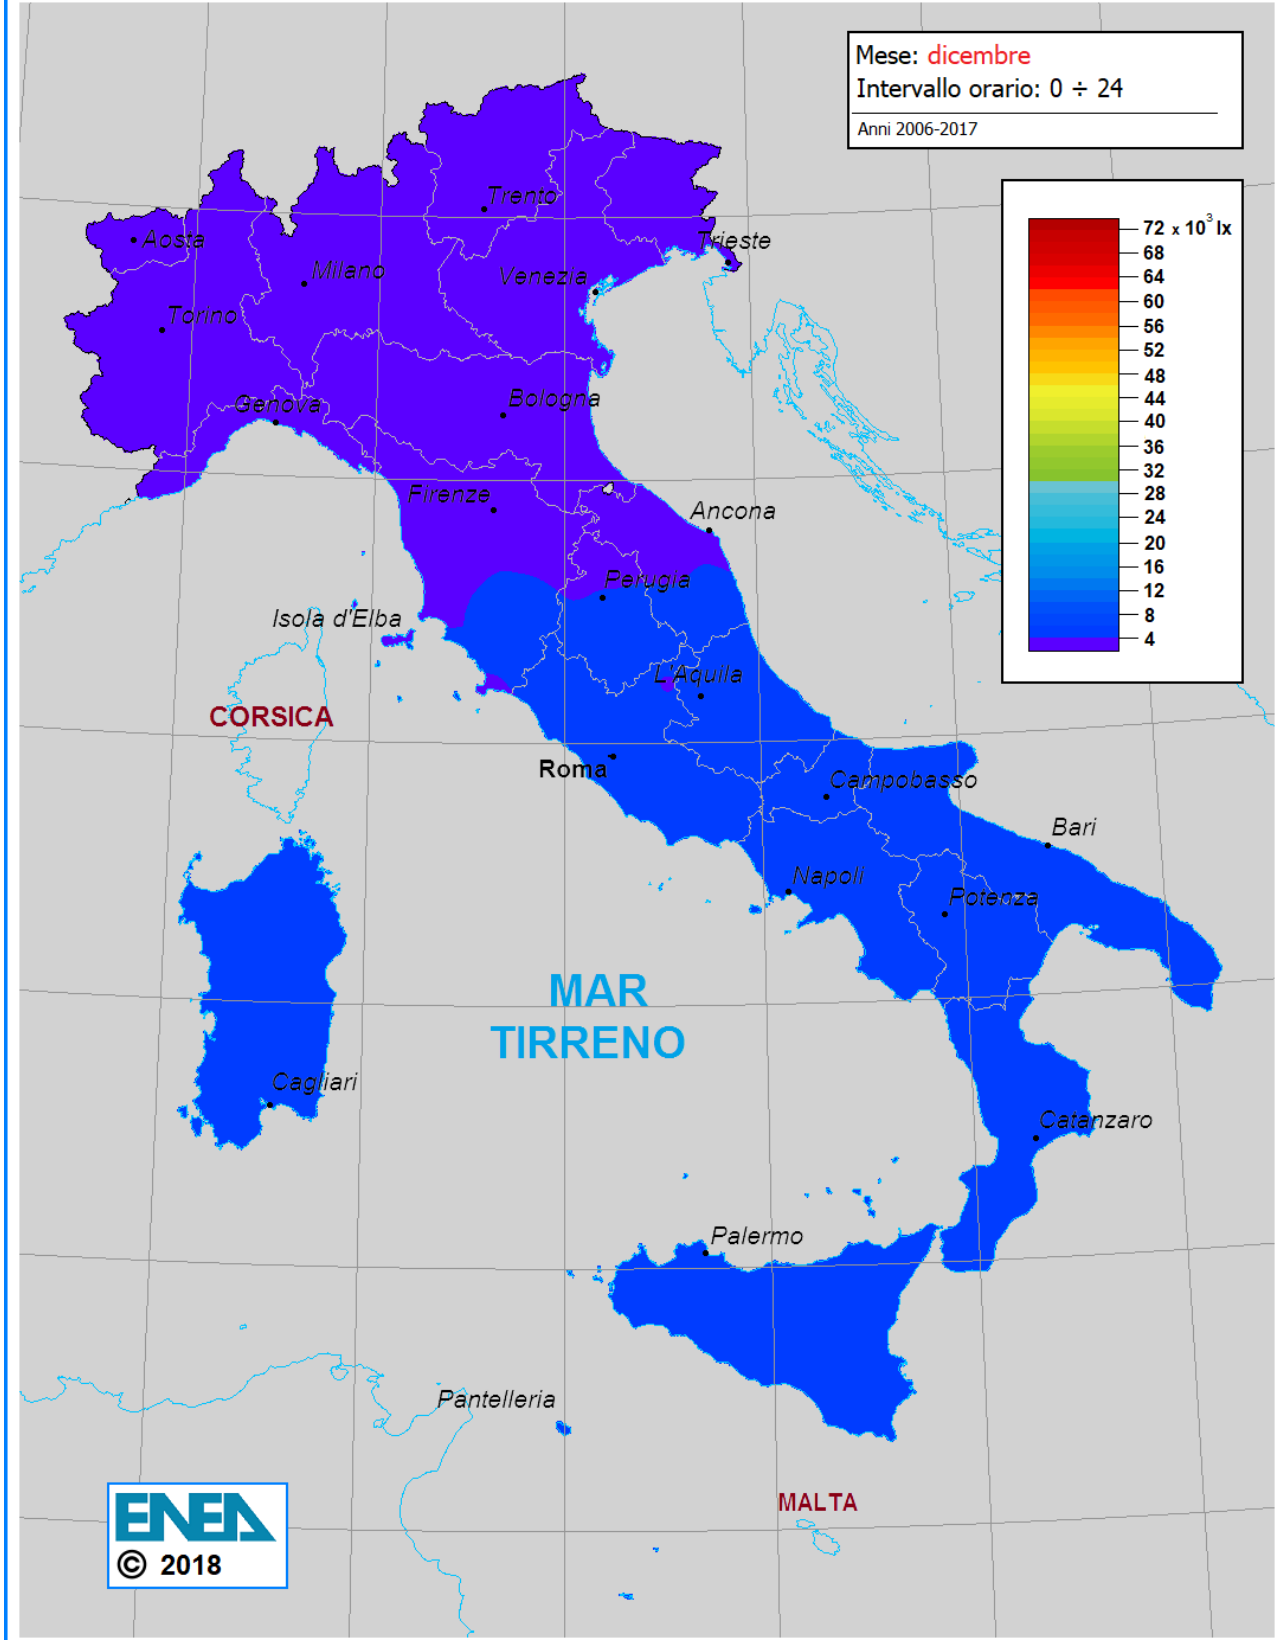 Mese: dicembre
Intervallo orario: 0 ÷ 24
Anni 2006-2017
72 x 10³ lx
68
64
60
56
52
48
44
40
36
32
28
24
20
16
12
8
4
Trento
Aosta
Trieste
Milano
Venezia
Torino
Bologna
Genova
Firenze
Ancona
Perugia
Isola d'Elba
L'Aquila
CORSICA
Roma
Campobasso
Bari
Napoli
Potenza
MAR
TIRRENO
Cagliari
Catanzaro
Palermo
Pantelleria
MALTA
ENEA
© 2018